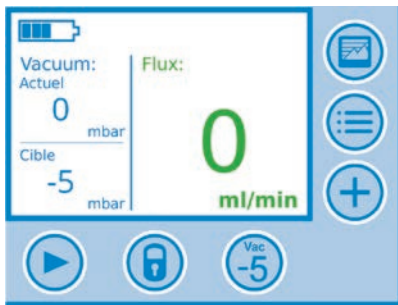 Vacuum:
Actuel
0
mbar
Cible
-5
mbar
Flux:
0
ml/min
Vac
-5